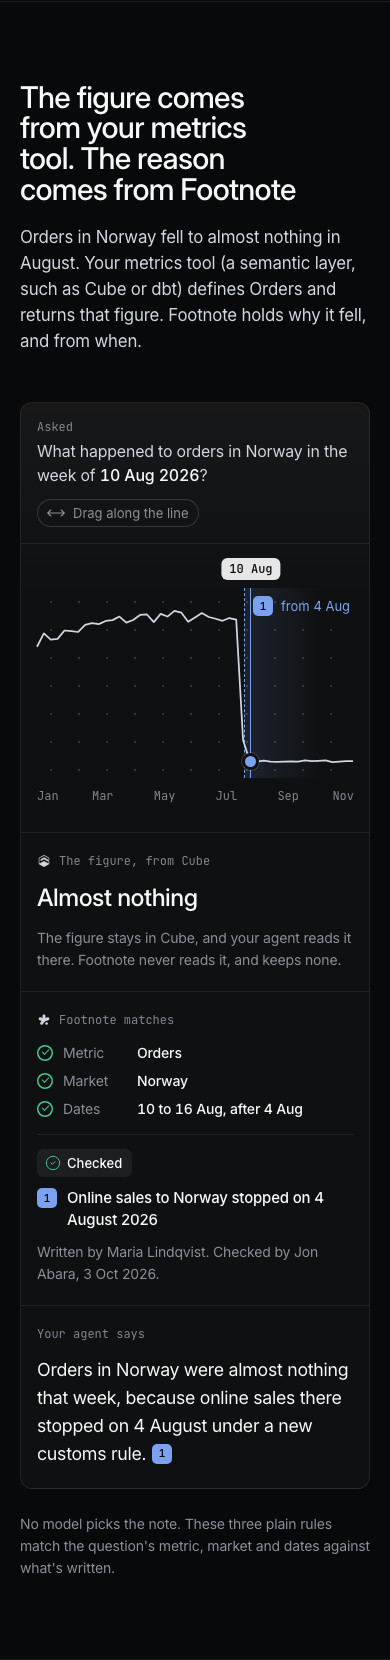 The figure comes
from your metrics
tool. The reason
comes from Footnote
Orders in Norway fell to almost nothing in
August. Your metrics tool (a semantic layer,
such as Cube or dbt) defines Orders and
returns that figure. Footnote holds why it fell,
and from when.
Asked
What happened to orders in Norway in the
week of 10 Aug 2026?
Drag along the line
10 Aug
1 from 4 Aug
Jan Mar May Jul Sep Nov
The figure, from Cube
Almost nothing
The figure stays in Cube, and your agent reads it
there. Footnote never reads it, and keeps none.
Footnote matches
Metric Orders
Market Norway
Dates 10 to 16 Aug, after 4 Aug
Checked
1 Online sales to Norway stopped on 4
August 2026
Written by Maria Lindqvist. Checked by Jon
Abara, 3 Oct 2026.
Your agent says
Orders in Norway were almost nothing
that week, because online sales there
stopped on 4 August under a new
customs rule. 1
No model picks the note. These three plain rules
match the question's metric, market and dates against
what's written.